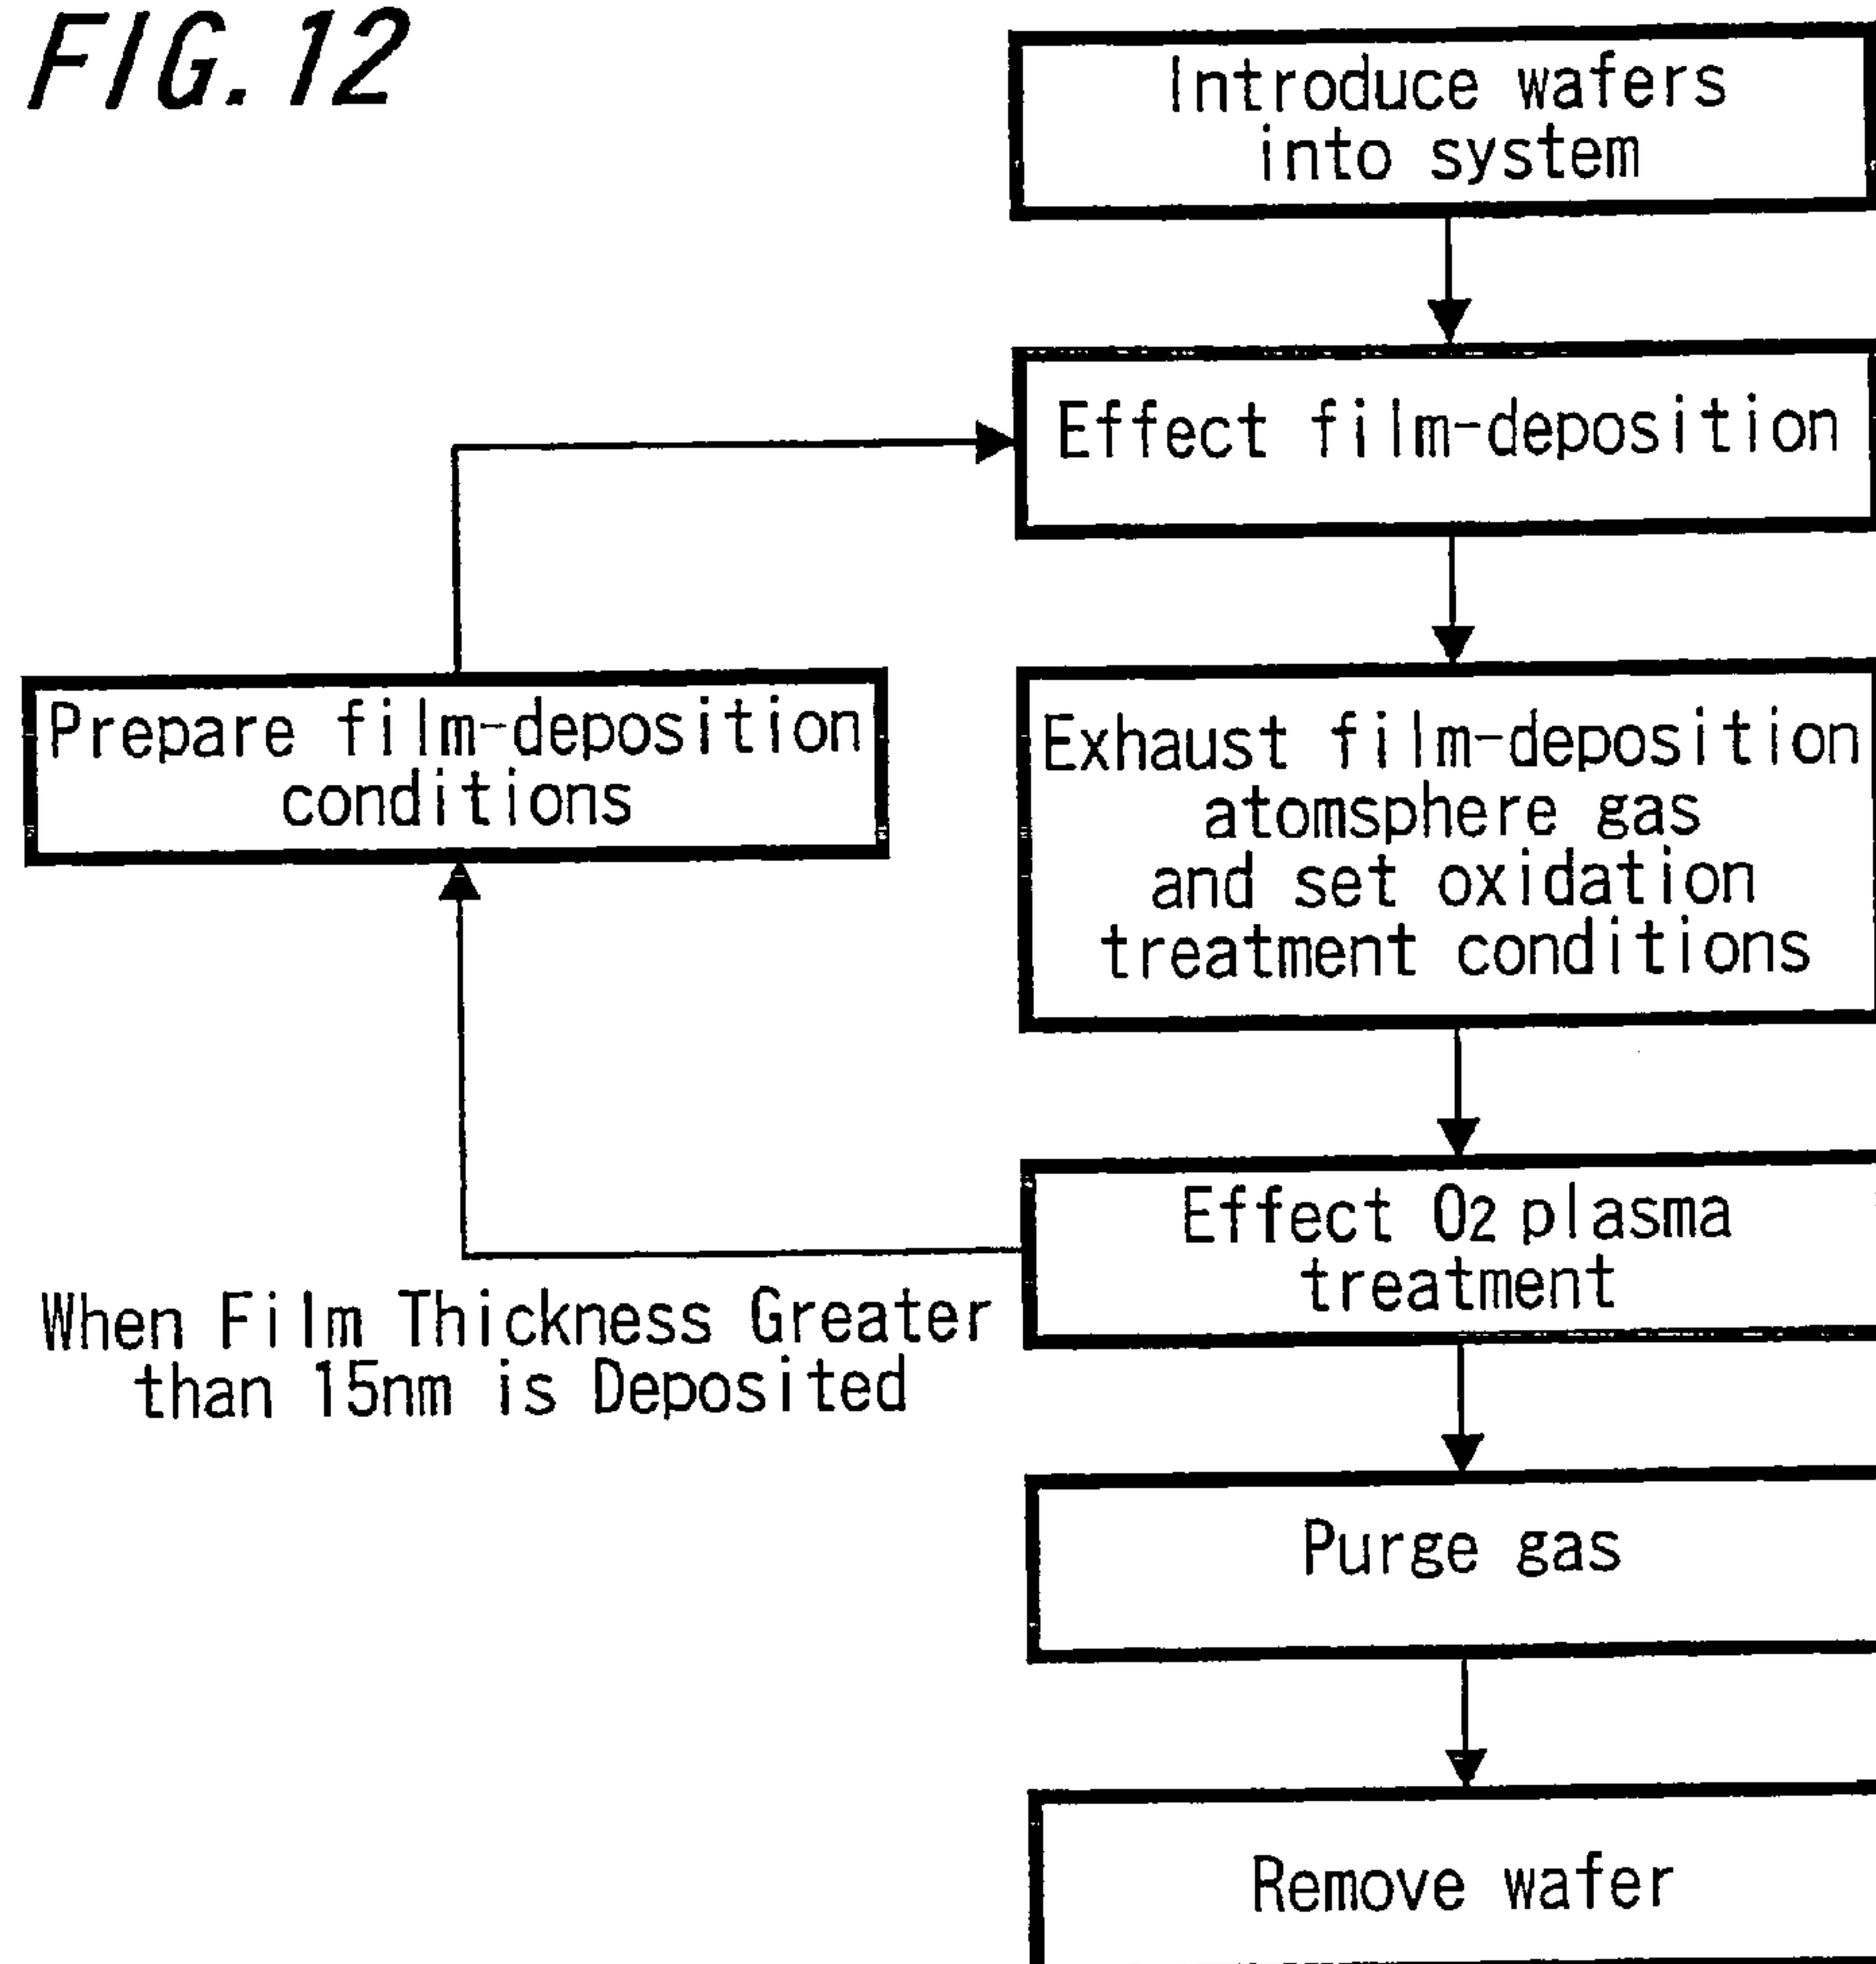 FIG. 12
Introduce wafers
into system
Effect film-deposition
Prepare film-deposition
conditions
Exhaust film-deposition
atomsphere gas
and set oxidation
treatment conditions
Effect O2 plasma
treatment
When Film Thickness Greater
than 15nm is Deposited
Purge gas
Remove wafer